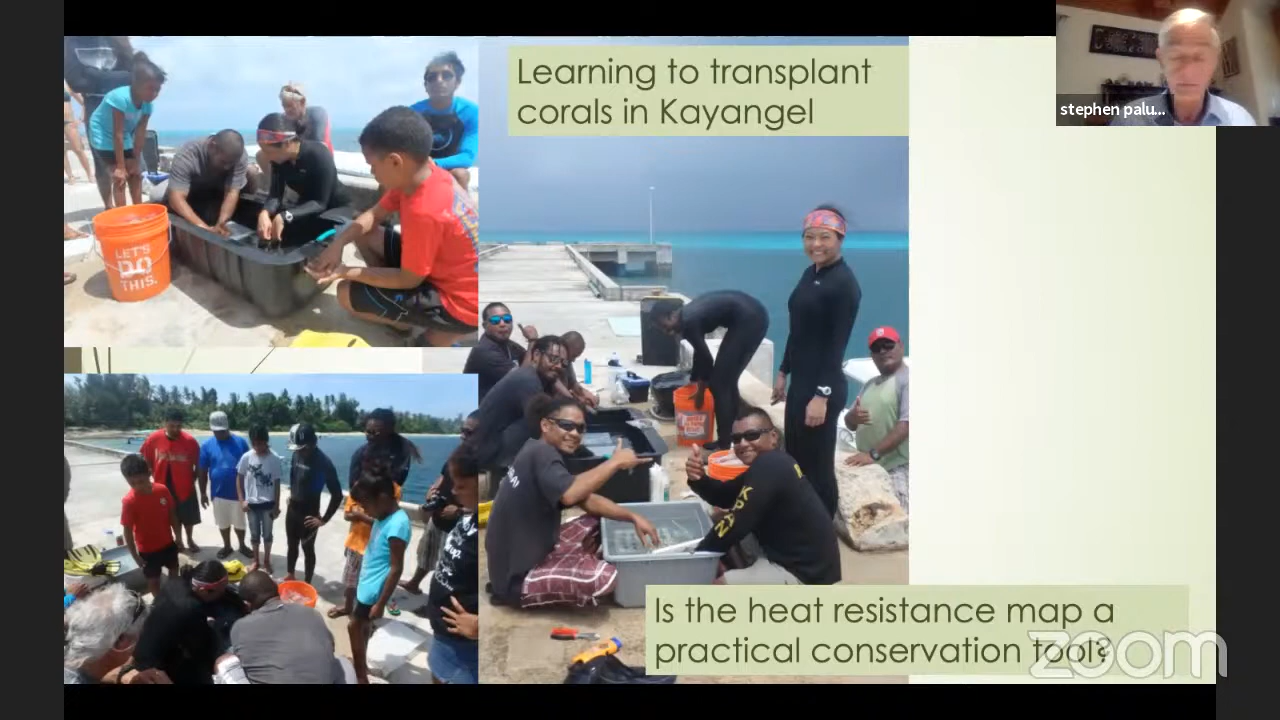 Learning to transplant
corals in Kayangel
stephen palu...
LET'S
DO
THIS.
Is the heat resistance map a
practical conservation tool?
zoom